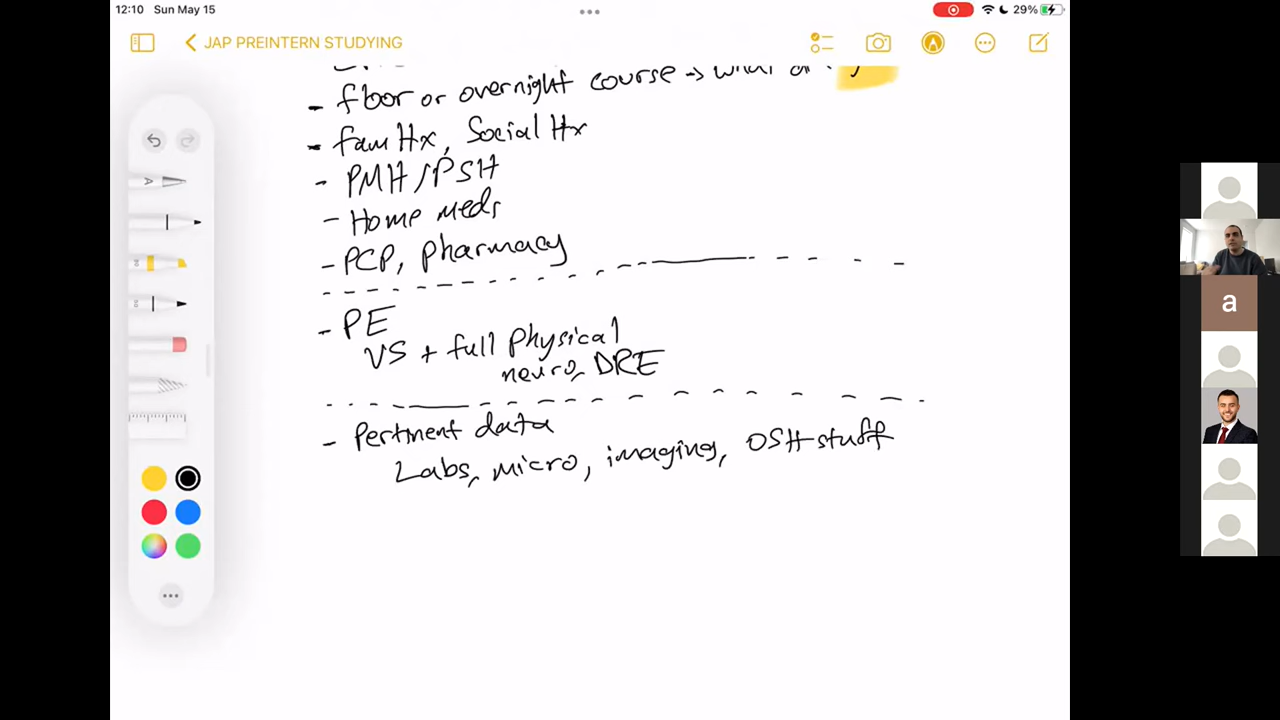 12:10 Sun May 15
29%
JAP PREINTERN STUDYING
- floor or overnight course → what
- fam Hx, Social Hx
- PMH/PSH
- Home meds
- PCP, pharmacy
- PE
VS + full physical
neuro, DRE
- Pertinent data
Labs, micro, imaging, OSH stuff
A
a